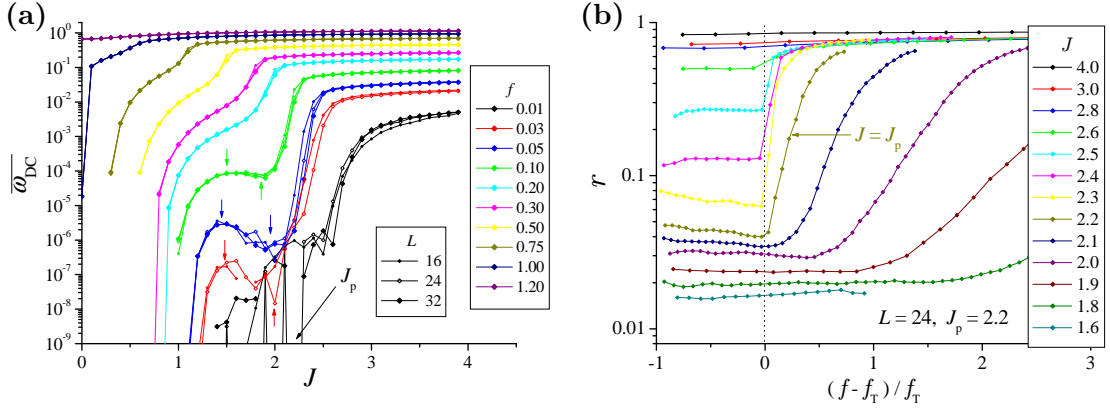 (a)
10⁰
10⁻¹
10⁻²
10⁻³
10⁻⁴
10⁻⁵
10⁻⁶
10⁻⁷
10⁻⁸
10⁻⁹
ω̅_DC
0 1 2 3 4
J
J_p
L
16
24
32
f
0.01
0.03
0.05
0.10
0.20
0.30
0.50
0.75
1.00
1.20
(b)
1
0.1
0.01
r
-1 0 1 2 3
(f - f_T) / f_T
J = J_p
L = 24, J_p = 2.2
J
4.0
3.0
2.8
2.6
2.5
2.4
2.3
2.2
2.1
2.0
1.9
1.8
1.6